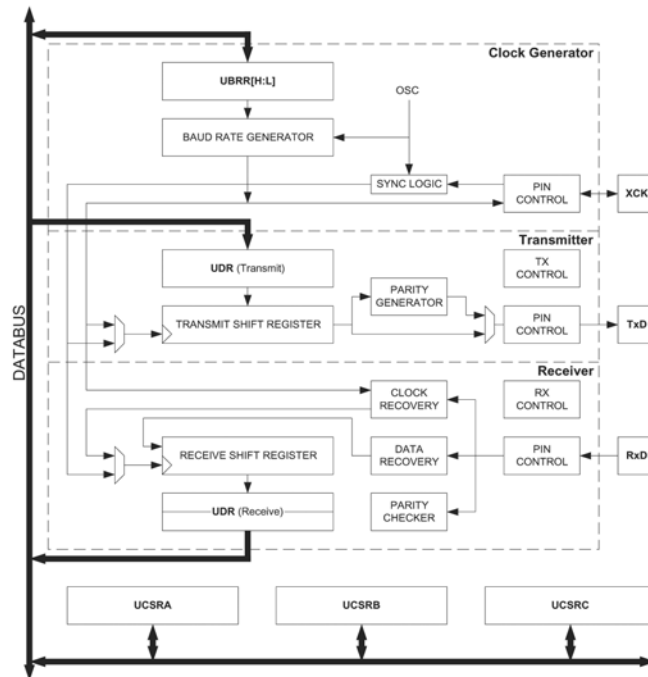 Clock Generator
UBRR[H:L]
OSC
BAUD RATE GENERATOR
SYNC LOGIC
PIN
CONTROL
XCK
Transmitter
UDR (Transmit)
TX
CONTROL
PARITY
GENERATOR
TRANSMIT SHIFT REGISTER
PIN
CONTROL
TxD
DATABUS
Receiver
CLOCK
RECOVERY
RX
CONTROL
RECEIVE SHIFT REGISTER
DATA
RECOVERY
PIN
CONTROL
RxD
UDR (Receive)
PARITY
CHECKER
UCSRA
UCSRB
UCSRC